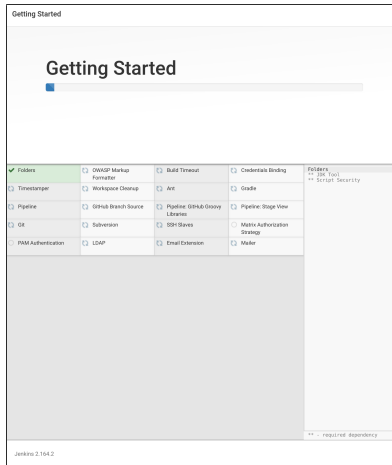 Getting Started
Getting Started
Folders
OWASP Markup
Formatter
Build Timeout
Credentials Binding
Timestamper
Workspace Cleanup
Ant
Gradle
Pipeline
GitHub Branch Source
Pipeline: GitHub Groovy
Libraries
Pipeline: Stage View
Git
Subversion
SSH Slaves
Matrix Authorization
Strategy
PAM Authentication
LDAP
Email Extension
Mailer
Folders
** JDK Tool
** Script Security
** - required dependency
Jenkins 2.164.2